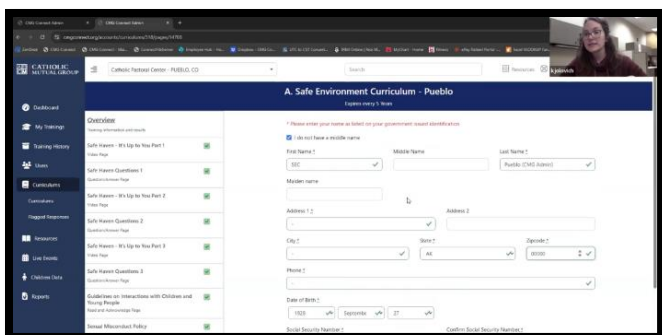 CMG Connect Admin
CMG Connect Admin
CATHOLIC MUTUAL GROUP
Catholic Pastoral Center - PUEBLO, CO
Search
Resources
A. Safe Environment Curriculum - Pueblo
Expires every 5 Years
Dashboard
My Trainings
Training History
Users
Curriculums
Curriculums
Flagged Responses
Resources
Live Events
Children Data
Reports
Overview
Training information and results
Safe Haven - It's Up to You Part 1
Video Page
Safe Haven Questions 1
Question/Answer Page
Safe Haven - It's Up to You Part 2
Video Page
Safe Haven Questions 2
Question/Answer Page
Safe Haven - It's Up to You Part 3
Video Page
Safe Haven Questions 3
Question/Answer Page
Guidelines on Interactions with Children and Young People
Read and Acknowledge Page
Sexual Misconduct Policy
* Please enter your name as listed on your government issued identification
I do not have a middle name
First Name *
Middle Name
Last Name *
Pueblo (CMG Admin)
Maiden name
Address 1 *
Address 2
City *
State *
Zipcode *
AK
00000
Phone *
Date of Birth *
1928
Septembe
27
Social Security Number *
Confirm Social Security Number *